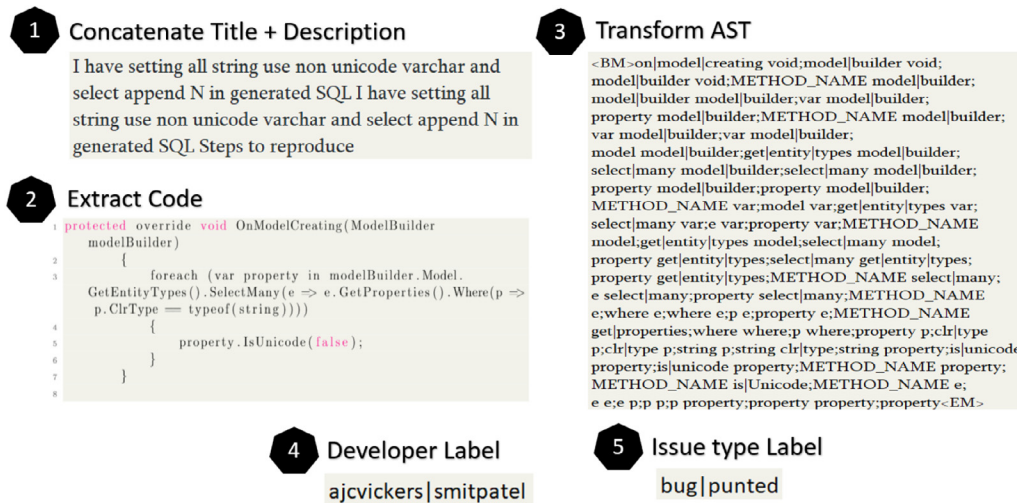 1 Concatenate Title + Description
I have setting all string use non unicode varchar and
select append N in generated SQL I have setting all
string use non unicode varchar and select append N in
generated SQL Steps to reproduce
2 Extract Code
1 protected override void OnModelCreating(ModelBuilder
modelBuilder)
2 {
3 foreach (var property in modelBuilder.Model.
GetEntityTypes().SelectMany(e ⇒ e.GetProperties().Where(p ⇒
p.ClrType == typeof(string))))
4 {
5 property.IsUnicode(false);
6 }
7 }
8
3 Transform AST
<BM>on|model|creating void;model|builder void;
model|builder void;METHOD_NAME model|builder;
model|builder model|builder;var model|builder;
property model|builder;METHOD_NAME model|builder;
var model|builder;var model|builder;
model model|builder;get|entity|types model|builder;
select|many model|builder;select|many model|builder;
property model|builder;property model|builder;
METHOD_NAME var;model var;get|entity|types var;
select|many var;e var;property var;METHOD_NAME
model;get|entity|types model;select|many model;
property get|entity|types;select|many get|entity|types;
property get|entity|types;METHOD_NAME select|many;
e select|many;property select|many;METHOD_NAME
e;where e;where e;p e;property e;METHOD_NAME
get|properties;where where;p where;property p;clr|type
p;clr|type p;string p;string clr|type;string property;is|unicode
property;is|unicode property;METHOD_NAME property;
METHOD_NAME is|Unicode;METHOD_NAME e;
e e;e p;p p;p property;property property;property<EM>
4 Developer Label
ajcvickers|smitpatel
5 Issue type Label
bug|punted